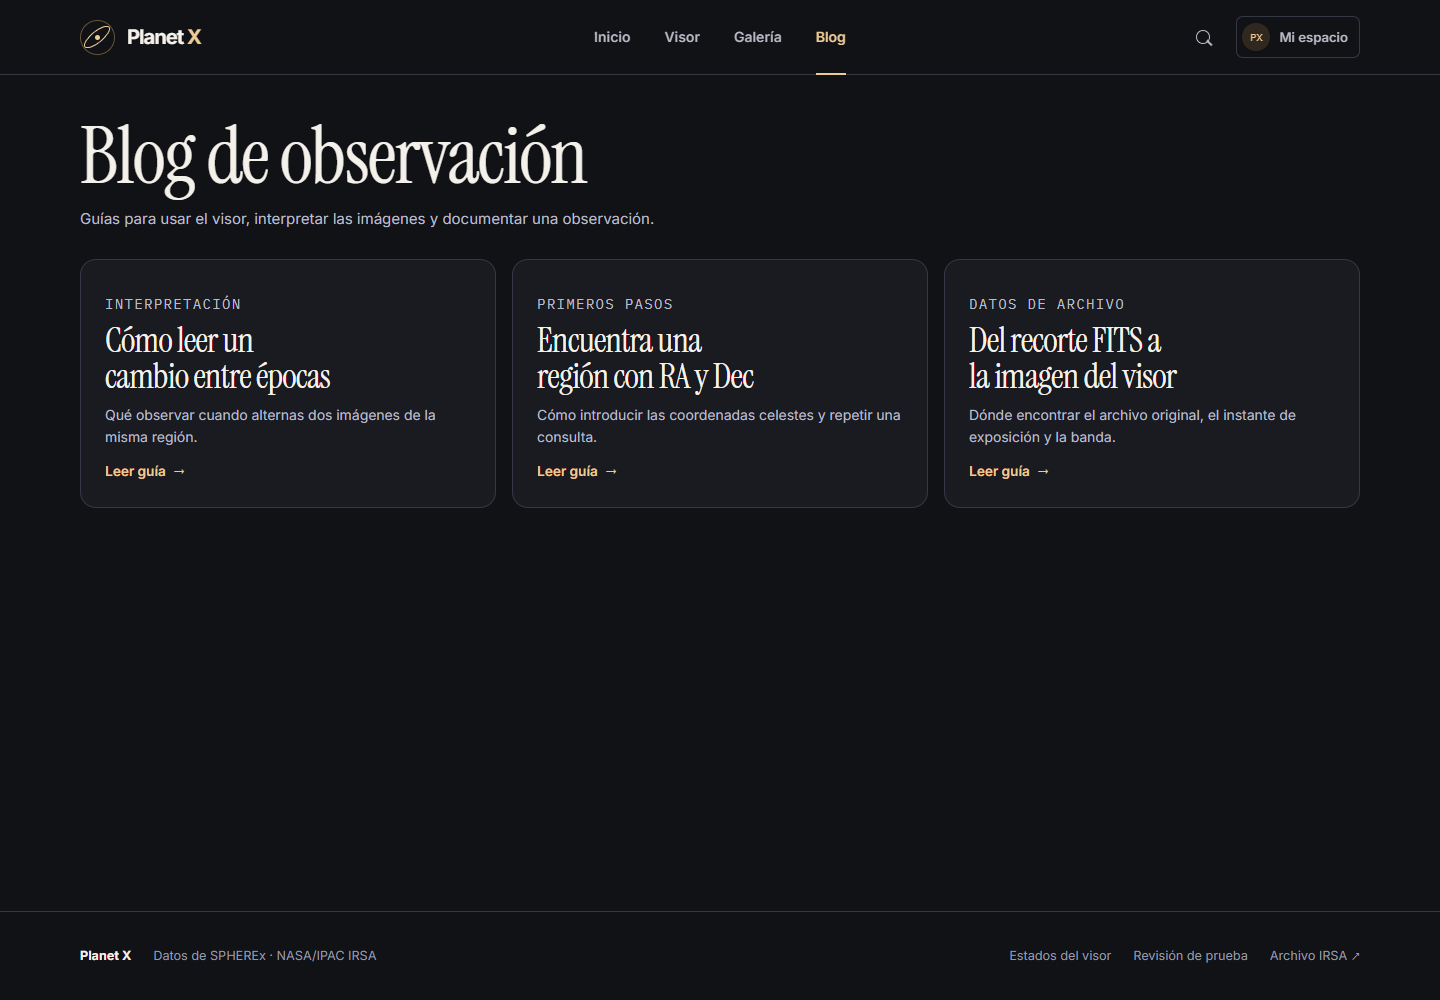 Planet X
Inicio
Visor
Galería
Blog
PX
Mi espacio
Blog de observación
Guías para usar el visor, interpretar las imágenes y documentar una observación.
INTERPRETACIÓN
Cómo leer un
cambio entre épocas
Qué observar cuando alternas dos imágenes de la
misma región.
Leer guía →
PRIMEROS PASOS
Encuentra una
región con RA y Dec
Cómo introducir las coordenadas celestes y repetir una
consulta.
Leer guía →
DATOS DE ARCHIVO
Del recorte FITS a
la imagen del visor
Dónde encontrar el archivo original, el instante de
exposición y la banda.
Leer guía →
Planet X
Datos de SPHEREx · NASA/IPAC IRSA
Estados del visor
Revisión de prueba
Archivo IRSA ↗